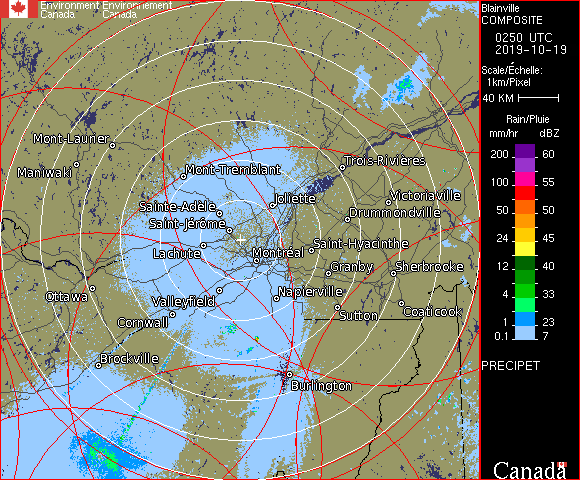 Environment Environnement
Canada Canada
Blainville
COMPOSITE
0250 UTC
2019-10-19
Scale/Échelle:
1km/Pixel
40 KM
Rain/Pluie
mm/hr dBZ
200 60
100 55
50 50
24 45
12 40
4 33
1 23
0.1 7
PRECIPET
Canada
Mont-Laurier
Maniwaki
Mont-Tremblant
Trois-Rivières
Joliette
Victoriaville
Sainte-Adèle
Drummondville
Saint-Jérôme
Lachute
Montréal
Saint-Hyacinthe
Granby
Sherbrooke
Ottawa
Valleyfield
Napierville
Cornwall
Sutton
Coaticook
Brockville
Burlington